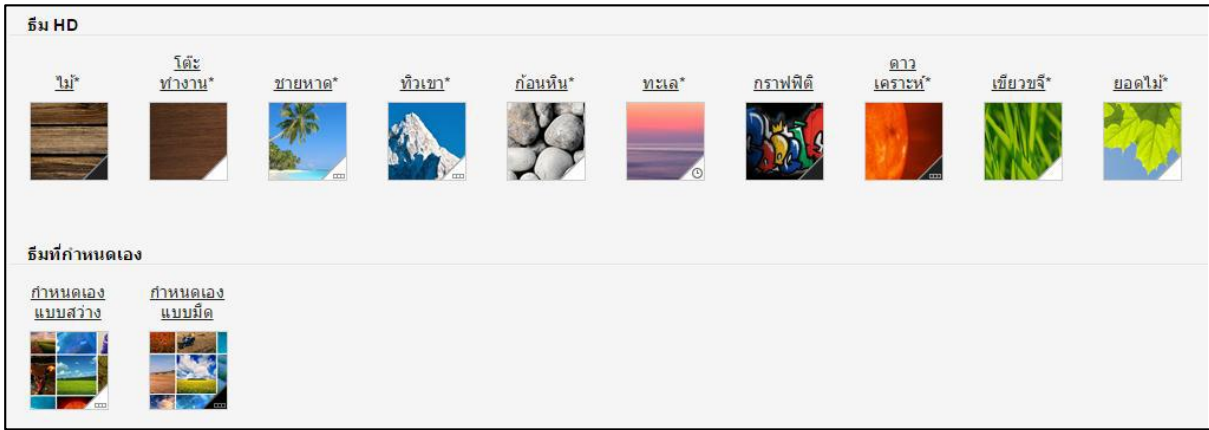 ธีม HD
ไม้*
โต๊ะ
ทำงาน*
ชายหาด*
ทิวเขา*
ก้อนหิน*
ทะเล*
กราฟฟิติ
ดาว
เคราะห์*
เขียวขจี*
ยอดไม้*
ธีมที่กำหนดเอง
กำหนดเอง
แบบสว่าง
กำหนดเอง
แบบมืด